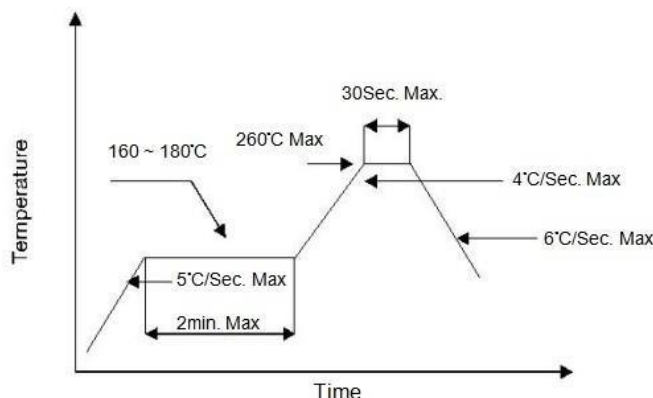 30Sec. Max.
260℃ Max
160 ~ 180℃
4℃/Sec. Max
6℃/Sec. Max
5℃/Sec. Max
2min. Max
Temperature
Time